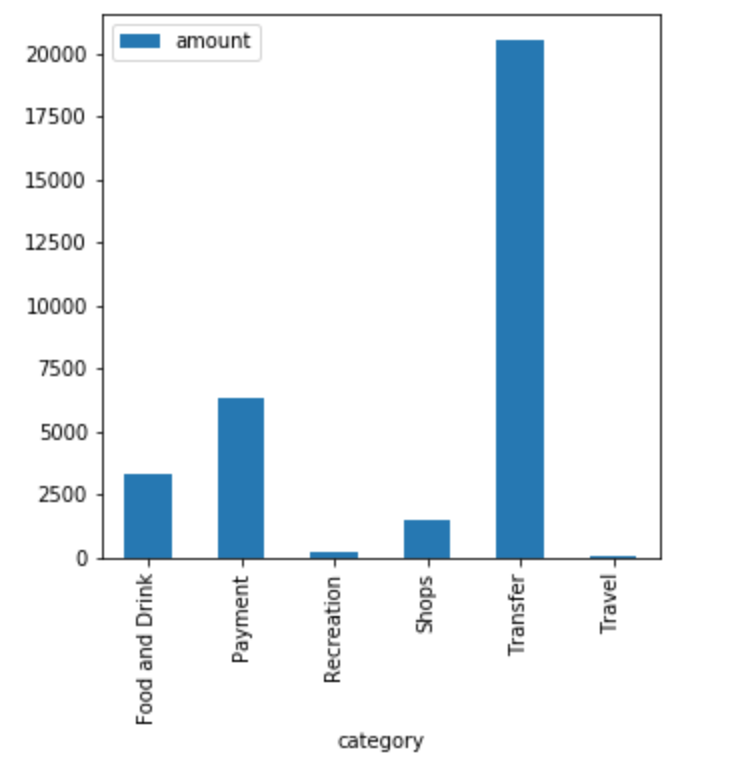 amount
20000
17500
15000
12500
10000
7500
5000
2500
0
Food and Drink
Payment
Recreation
Shops
Transfer
Travel
category